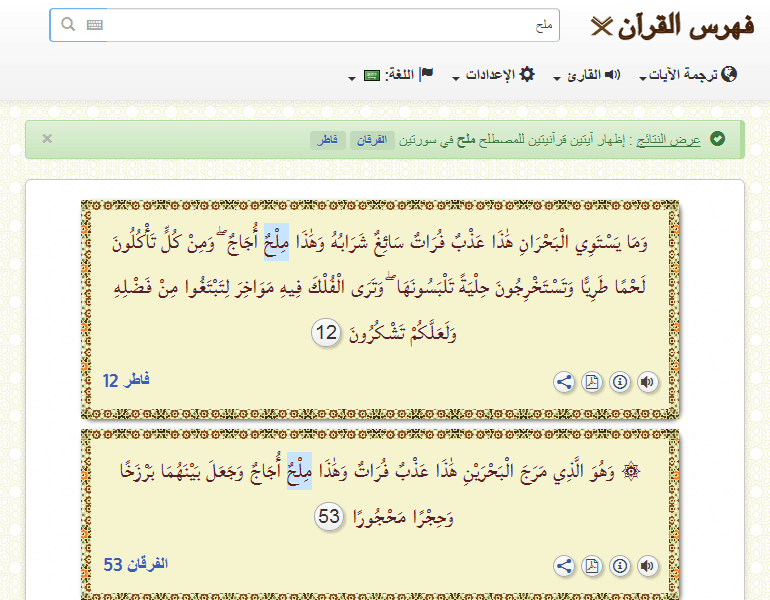 فهرس القرآن
ملح
ترجمة الآيات
القارئ
الإعدادات
اللغة:
عرض النتائج : إظهار آيتين قرآنيتين للمصطلح ملح في سورتين الفرقان فاطر
×
وَمَا يَسْتَوِي الْبَحْرَانِ هَٰذَا عَذْبٌ فُرَاتٌ سَائِغٌ شَرَابُهُ وَهَٰذَا مِلْحٌ أُجَاجٌ ۖ وَمِنْ كُلٍّ تَأْكُلُونَ
لَحْمًا طَرِيًّا وَتَسْتَخْرِجُونَ حِلْيَةً تَلْبَسُونَهَا ۖ وَتَرَى الْفُلْكَ فِيهِ مَوَاخِرَ لِتَبْتَغُوا مِنْ فَضْلِهِ
وَلَعَلَّكُمْ تَشْكُرُونَ 12
فاطر 12
۞ وَهُوَ الَّذِي مَرَجَ الْبَحْرَيْنِ هَٰذَا عَذْبٌ فُرَاتٌ وَهَٰذَا مِلْحٌ أُجَاجٌ وَجَعَلَ بَيْنَهُمَا بَرْزَخًا
وَحِجْرًا مَحْجُورًا 53
الفرقان 53